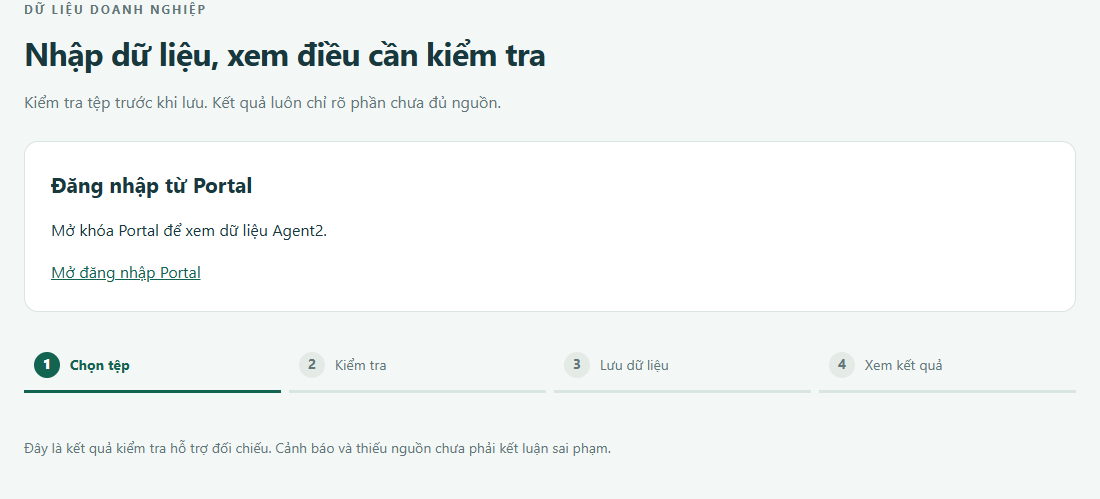 DỮ LIỆU DOANH NGHIỆP
Nhập dữ liệu, xem điều cần kiểm tra
Kiểm tra tệp trước khi lưu. Kết quả luôn chỉ rõ phần chưa đủ nguồn.
Đăng nhập từ Portal
Mở khóa Portal để xem dữ liệu Agent2.
Mở đăng nhập Portal
1 Chọn tệp
2 Kiểm tra
3 Lưu dữ liệu
4 Xem kết quả
Đây là kết quả kiểm tra hỗ trợ đối chiếu. Cảnh báo và thiếu nguồn chưa phải kết luận sai phạm.